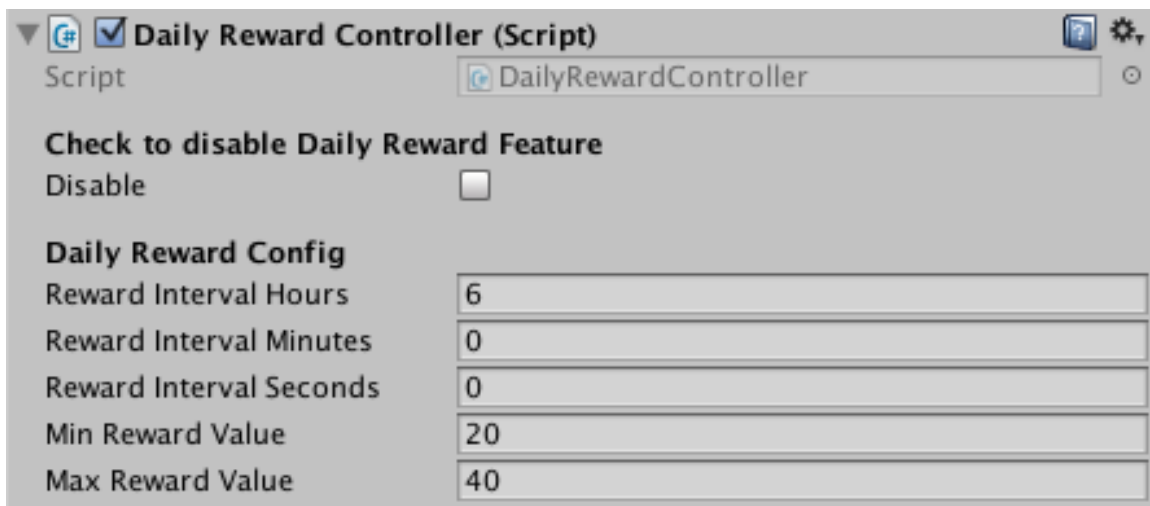 Daily Reward Controller (Script)
Script DailyRewardController
Check to disable Daily Reward Feature
Disable
Daily Reward Config
Reward Interval Hours 6
Reward Interval Minutes 0
Reward Interval Seconds 0
Min Reward Value 20
Max Reward Value 40